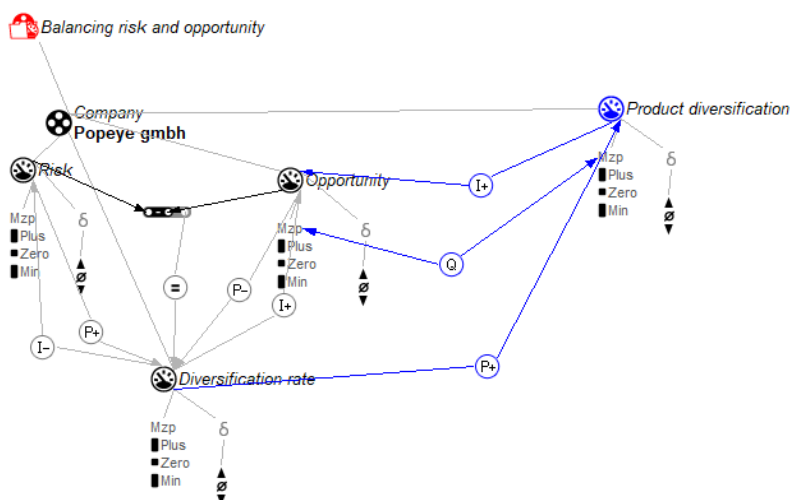 Balancing risk and opportunity
Company
Popeye gmbh
Product diversification
Risk
Opportunity
Mzp
Plus
Zero
Min
δ
I+
Mzp
Plus
Zero
Min
δ
Mzp
Plus
Zero
Min
δ
Q
=
P-
I+
P+
I-
P+
Diversification rate
Mzp
Plus
Zero
Min
δ